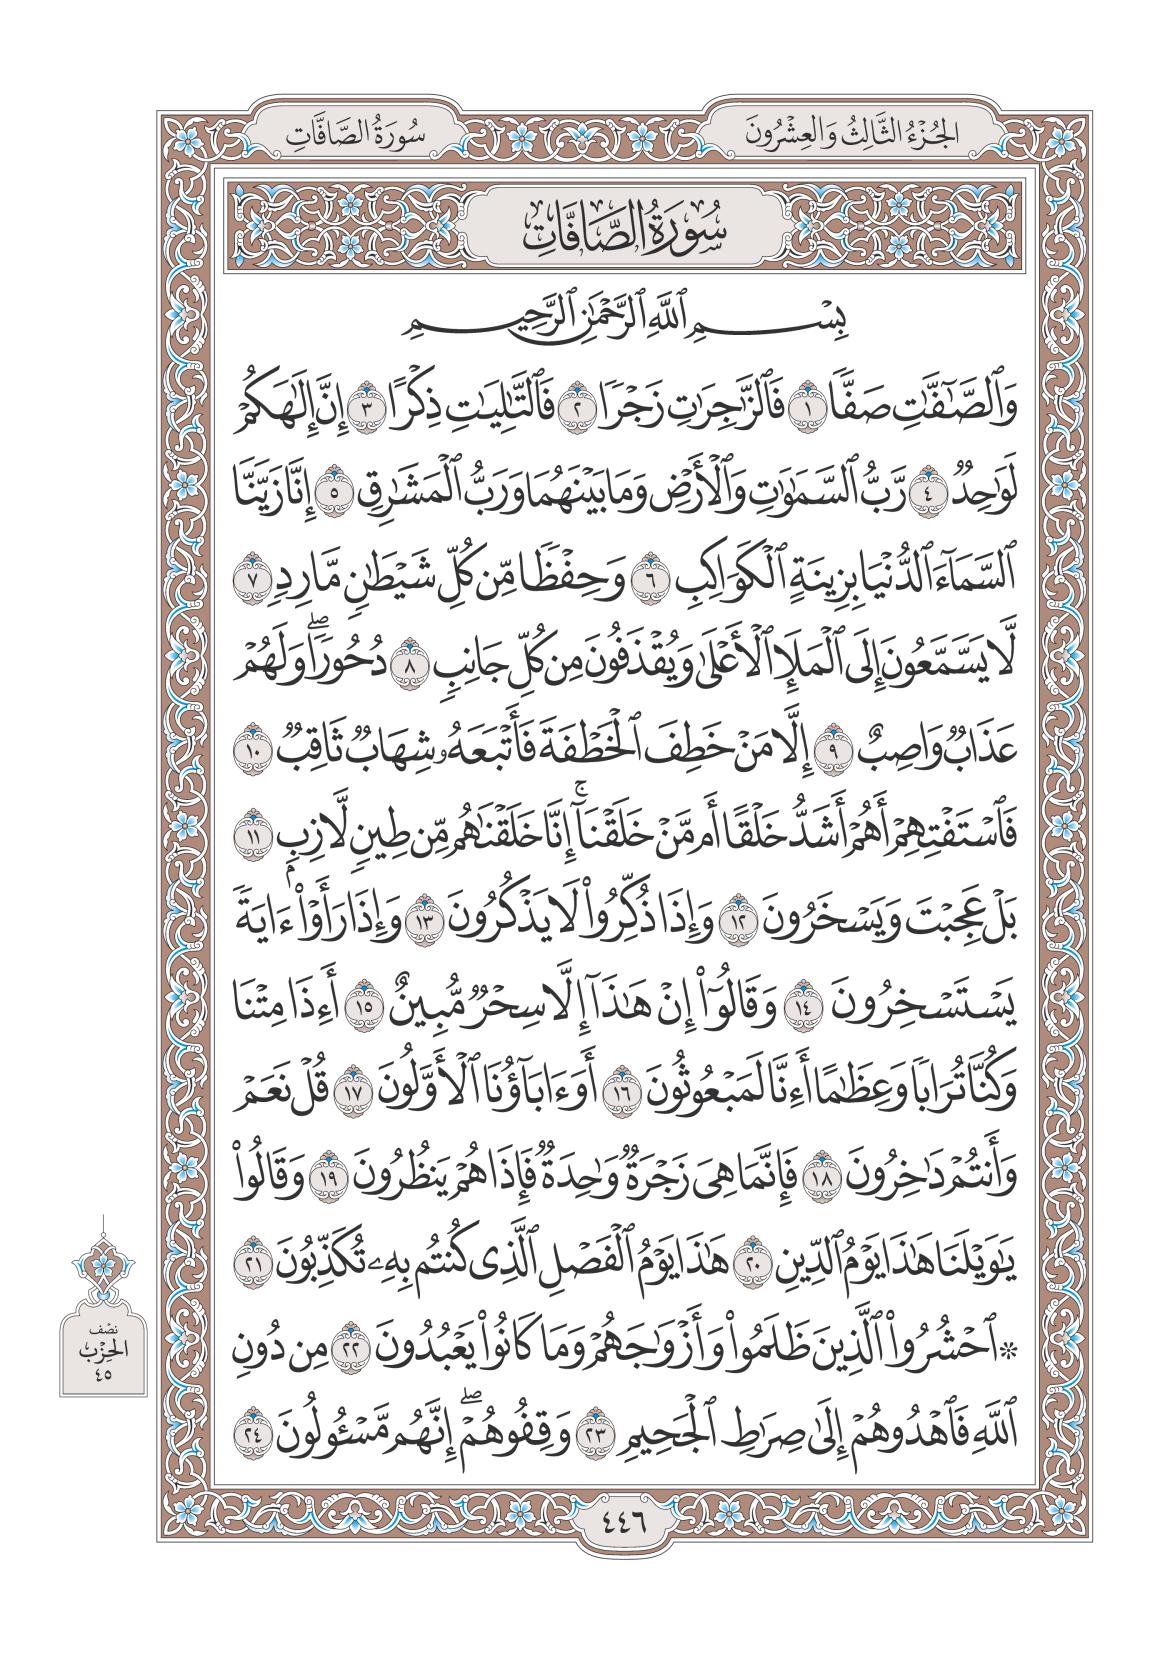 الجُزْءُ الثَّالِثُ وَالعِشْرُونَ
سُورَةُ الصَّافَّاتِ
سُورَةُ الصَّافَّاتِ
بِسْمِ ٱللَّهِ ٱلرَّحْمَٰنِ ٱلرَّحِيمِ
وَٱلصَّٰٓفَّٰتِ صَفّٗا ١ فَٱلزَّٰجِرَٰتِ زَجۡرٗا ٢ فَٱلتَّٰلِيَٰتِ ذِكۡرًا ٣ إِنَّ إِلَٰهَكُمۡ
لَوَٰحِدٞ ٤ رَّبُّ ٱلسَّمَٰوَٰتِ وَٱلۡأَرۡضِ وَمَا بَيۡنَهُمَا وَرَبُّ ٱلۡمَشَٰرِقِ ٥ إِنَّا زَيَّنَّا
ٱلسَّمَآءَ ٱلدُّنۡيَا بِزِينَةٍ ٱلۡكَوَاكِبِ ٦ وَحِفۡظٗا مِّن كُلِّ شَيۡطَٰنٖ مَّارِدٖ ٧
لَّا يَسَّمَّعُونَ إِلَى ٱلۡمَلَإِ ٱلۡأَعۡلَىٰ وَيُقۡذَفُونَ مِن كُلِّ جَانِبٖ ٨ دُحُورٗاۖ وَلَهُمۡ
عَذَابٞ وَاصِبٌ ٩ إِلَّا مَنۡ خَطِفَ ٱلۡخَطۡفَةَ فَأَتۡبَعَهُۥ شِهَابٞ ثَاقِبٞ ١٠
فَٱسۡتَفۡتِهِمۡ أَهُمۡ أَشَدُّ خَلۡقًا أَم مَّنۡ خَلَقۡنَآۚ إِنَّا خَلَقۡنَٰهُم مِّن طِينٖ لَّازِبِۭ ١١
بَلۡ عَجِبۡتَ وَيَسۡخَرُونَ ١٢ وَإِذَا ذُكِّرُواْ لَا يَذۡكُرُونَ ١٣ وَإِذَا رَأَوۡاْ ءَايَةٗ
يَسۡتَسۡخِرُونَ ١٤ وَقَالُوٓاْ إِنۡ هَٰذَآ إِلَّا سِحۡرٞ مُّبِينٌ ١٥ أَءِذَا مِتۡنَا
وَكُنَّا تُرَابٗا وَعِظَٰمًا أَءِنَّا لَمَبۡعُوثُونَ ١٦ أَوَءَابَآؤُنَا ٱلۡأَوَّلُونَ ١٧ قُلۡ نَعَمۡ
وَأَنتُمۡ دَٰخِرُونَ ١٨ فَإِنَّمَا هِيَ زَجۡرَةٞ وَٰحِدَةٞ فَإِذَا هُمۡ يَنظُرُونَ ١٩ وَقَالُواْ
يَٰوَيۡلَنَا هَٰذَا يَوۡمُ ٱلدِّينِ ٢٠ هَٰذَا يَوۡمُ ٱلۡفَصۡلِ ٱلَّذِي كُنتُم بِهِۦ تُكَذِّبُونَ ٢١
۞ ٱحۡشُرُواْ ٱلَّذِينَ ظَلَمُواْ وَأَزۡوَٰجَهُمۡ وَمَا كَانُواْ يَعۡبُدُونَ ٢٢ مِن دُونِ
ٱللَّهِ فَٱهۡدُوهُمۡ إِلَىٰ صِرَٰطِ ٱلۡجَحِيمِ ٢٣ وَقِفُوهُمۡۖ إِنَّهُم مَّسۡـُٔولُونَ ٢٤
نصف
الحزب
٤٥
٤٤٦